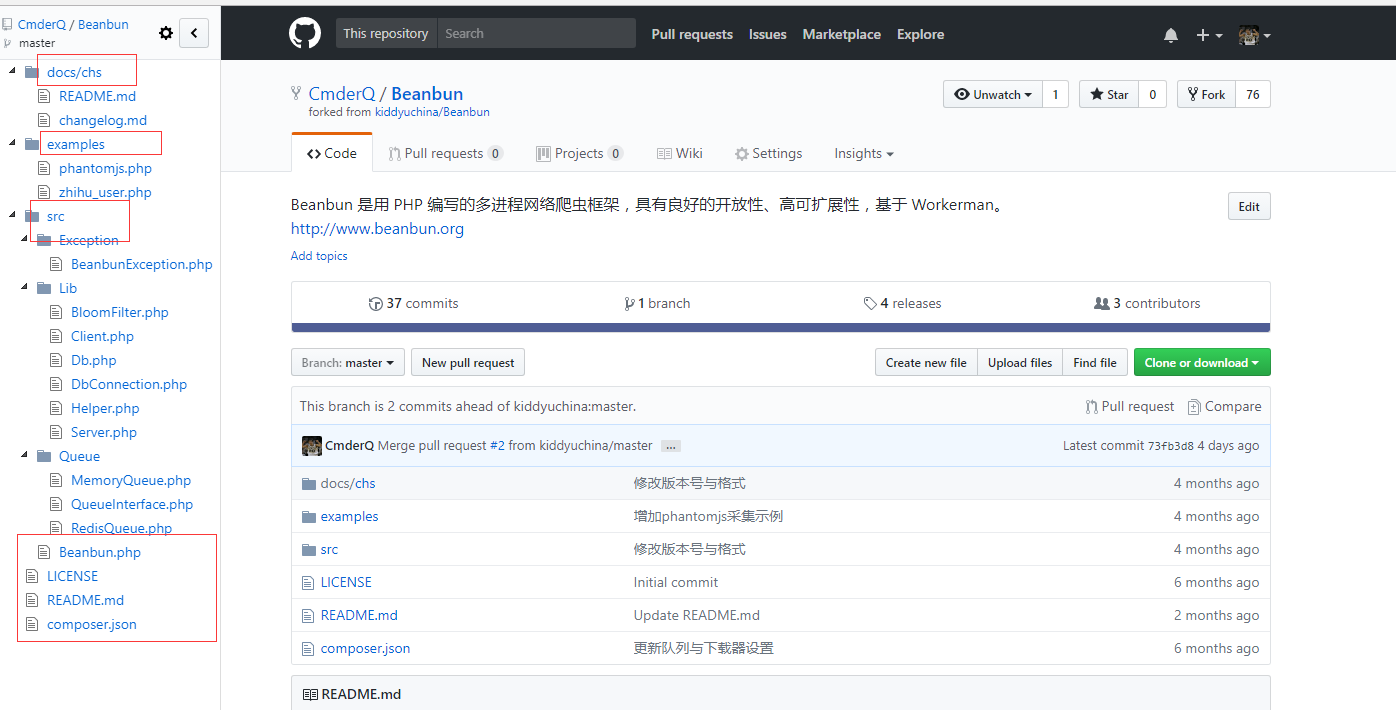 CmderQ / Beanbun
master
docs/chs
README.md
changelog.md
examples
phantomjs.php
zhihu_user.php
src
Exception
BeanbunException.php
Lib
BloomFilter.php
Client.php
Db.php
DbConnection.php
Helper.php
Server.php
Queue
MemoryQueue.php
QueueInterface.php
RedisQueue.php
Beanbun.php
LICENSE
README.md
composer.json
This repository Search Pull requests Issues Marketplace Explore
CmderQ / Beanbun
forked from kiddyuchina/Beanbun
Unwatch 1 Star 0 Fork 76
Code Pull requests 0 Projects 0 Wiki Settings Insights
Beanbun 是用 PHP 编写的多进程网络爬虫框架，具有良好的开放性、高可扩展性，基于 Workerman。
Edit
http://www.beanbun.org
Add topics
37 commits 1 branch 4 releases 3 contributors
Branch: master New pull request Create new file Upload files Find file Clone or download
This branch is 2 commits ahead of kiddyuchina:master. Pull request Compare
CmderQ Merge pull request #2 from kiddyuchina/master … Latest commit 73fb3d8 4 days ago
docs/chs 修改版本号与格式 4 months ago
examples 增加phantomjs采集示例 4 months ago
src 修改版本号与格式 4 months ago
LICENSE Initial commit 6 months ago
README.md Update README.md 2 months ago
composer.json 更新队列与下载器设置 6 months ago
README.md